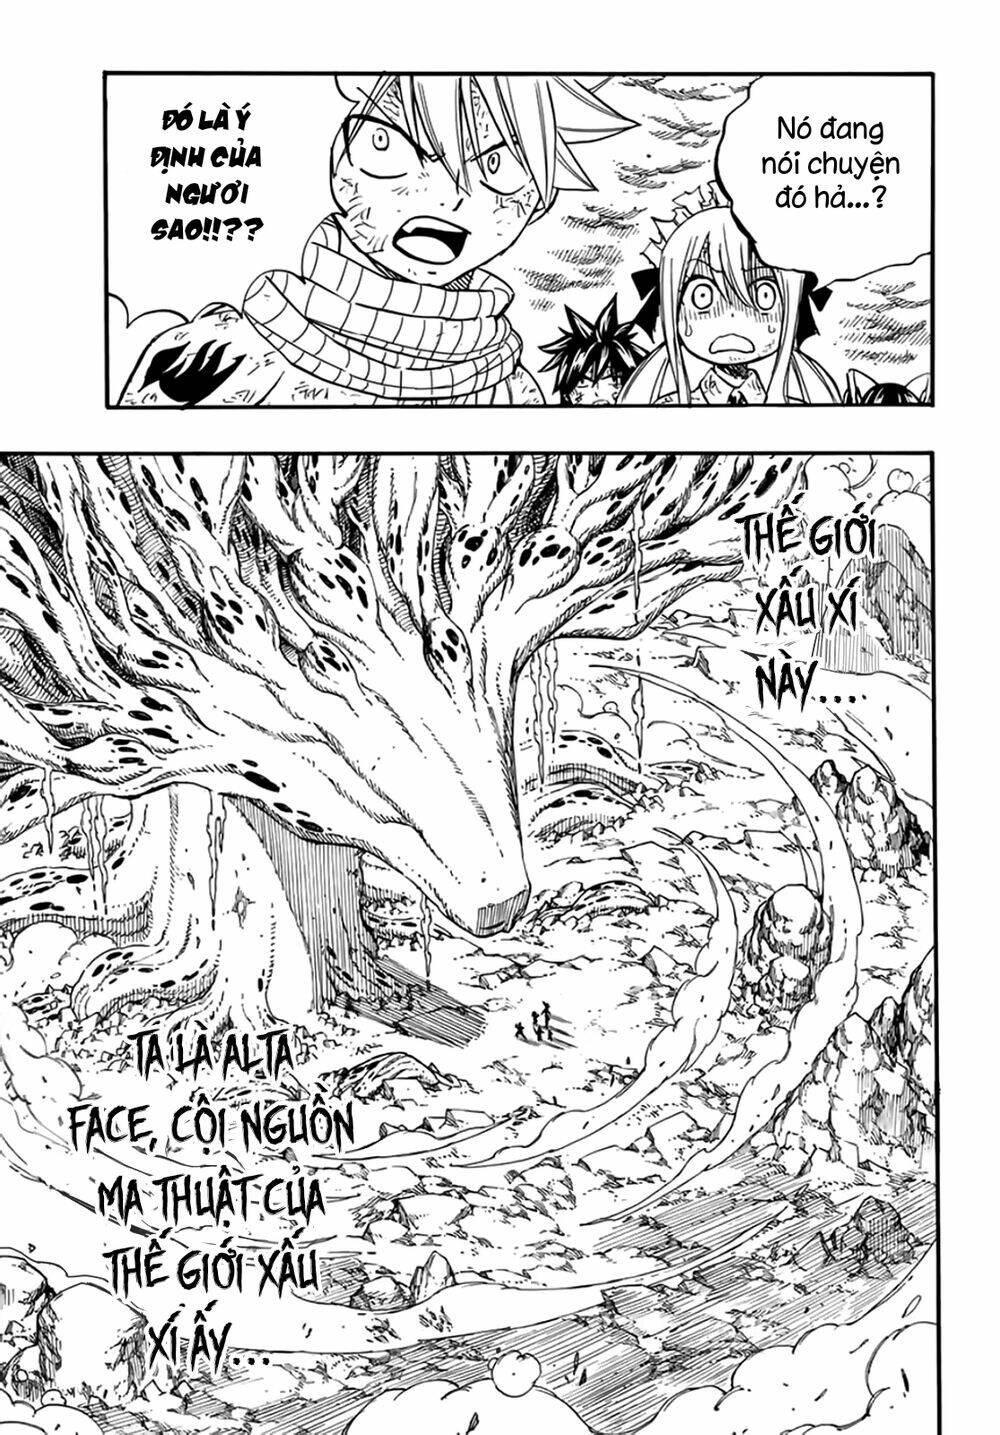 Nó đang
nói chuyện
đó hả...?
ĐÓ LÀ Ý
ĐỊNH CỦA
NGƯƠI
SAO!!??
THẾ GIỚI
XẤU XÍ
NÀY....
TA LÀ ALTA
FACE, CỘI NGUỒN
MA THUẬT CỦA
THẾ GIỚI XẤU
XÍ ẤY...